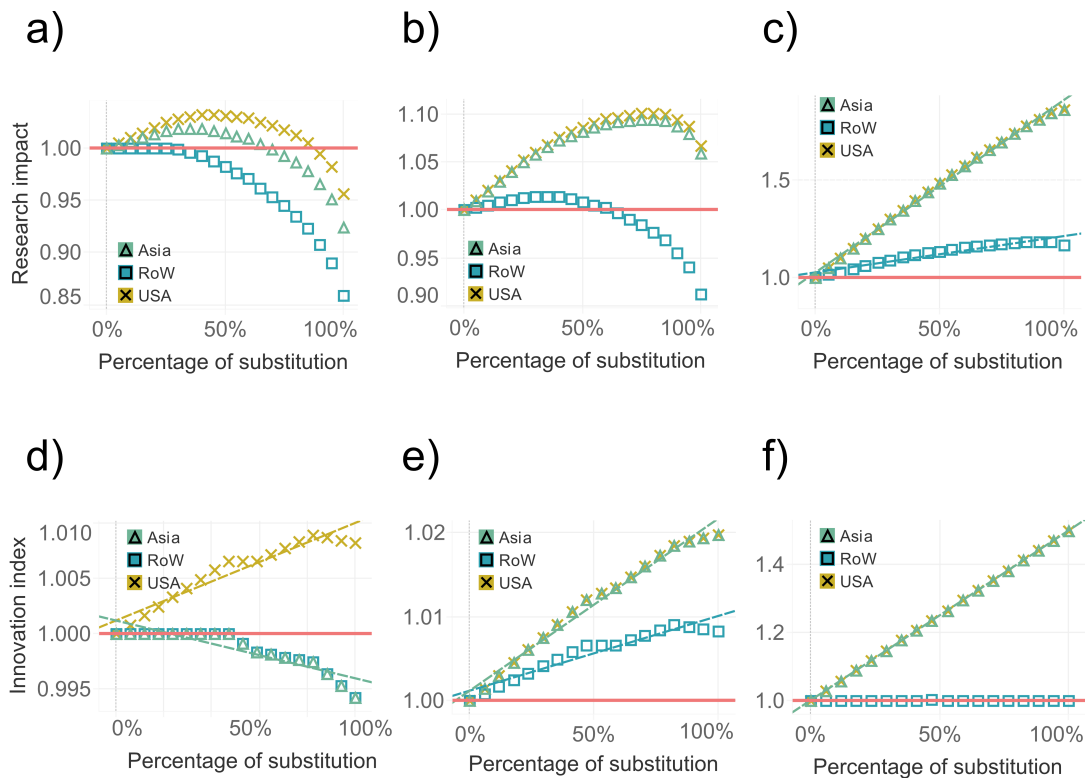 a)
Research impact
1.00
0.95
0.90
0.85
Asia
RoW
USA
0% 50% 100%
Percentage of substitution
b)
1.10
1.05
1.00
0.95
0.90
Asia
RoW
USA
0% 50% 100%
Percentage of substitution
c)
1.5
1.0
Asia
RoW
USA
0% 50% 100%
Percentage of substitution
d)
Innovation index
1.010
1.005
1.000
0.995
Asia
RoW
USA
0% 50% 100%
Percentage of substitution
e)
1.02
1.01
1.00
Asia
RoW
USA
0% 50% 100%
Percentage of substitution
f)
1.4
1.2
1.0
Asia
RoW
USA
0% 50% 100%
Percentage of substitution